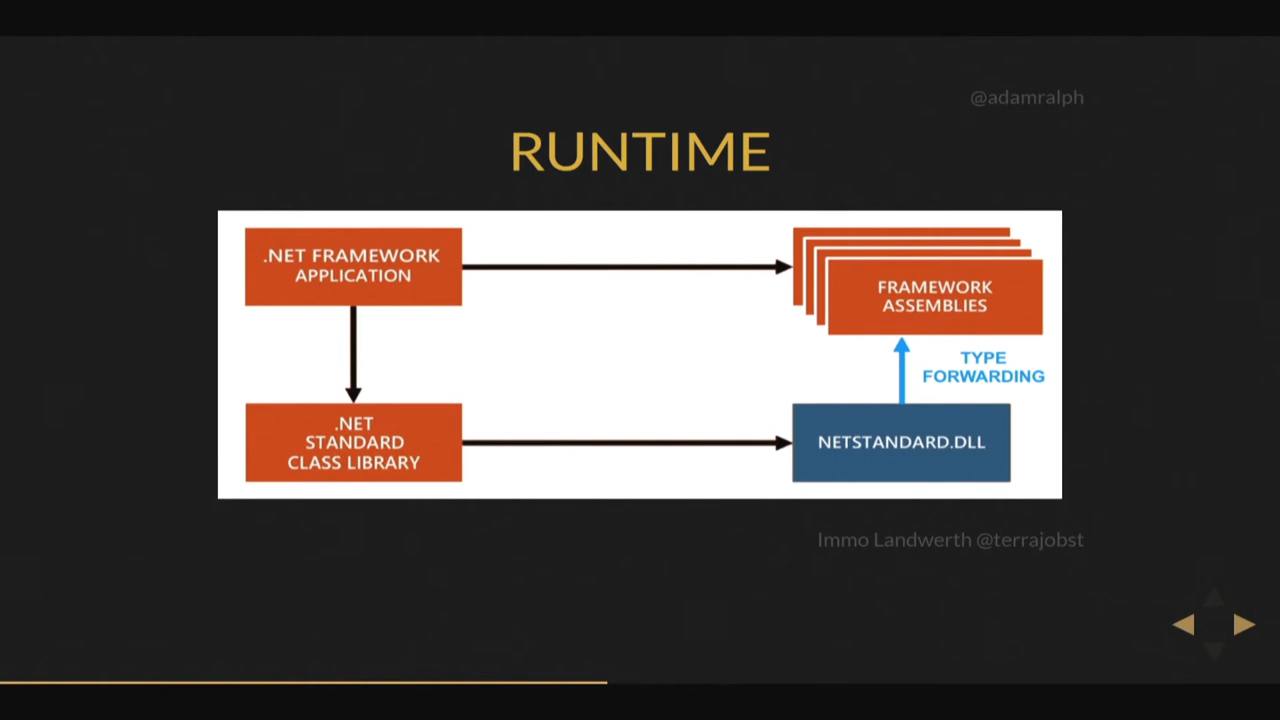 @adamralph
RUNTIME
.NET FRAMEWORK
APPLICATION
FRAMEWORK
ASSEMBLIES
TYPE
FORWARDING
.NET
STANDARD
CLASS LIBRARY
NETSTANDARD.DLL
Immo Landwerth @terrajobst